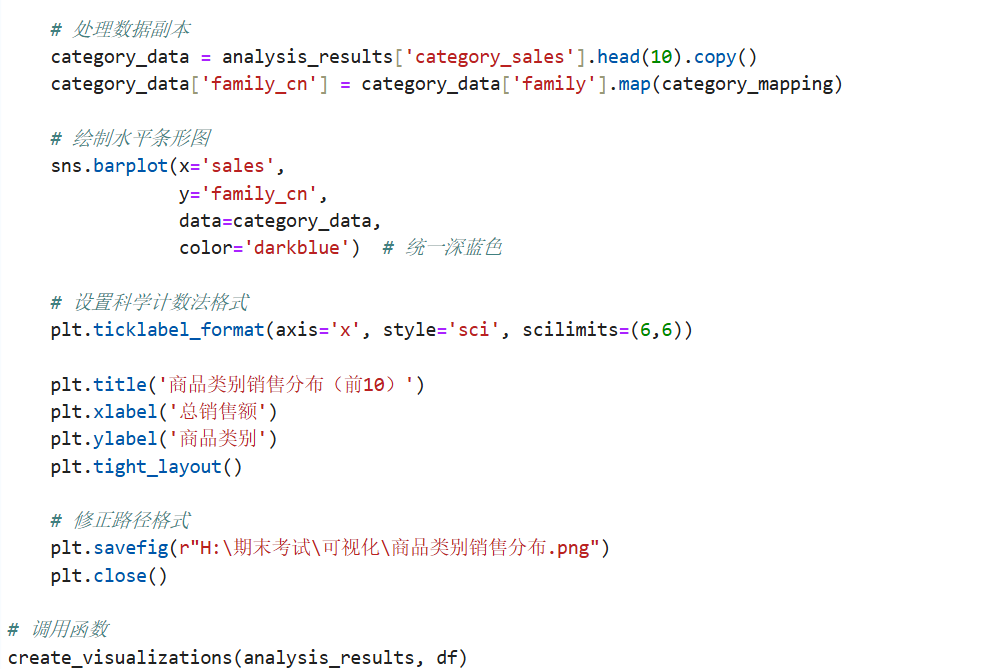 # 处理数据副本
category_data = analysis_results['category_sales'].head(10).copy()
category_data['family_cn'] = category_data['family'].map(category_mapping)
# 绘制水平条形图
sns.barplot(x='sales',
y='family_cn',
data=category_data,
color='darkblue')  # 统一深蓝色
# 设置科学计数法格式
plt.ticklabel_format(axis='x', style='sci', scilimits=(6,6))
plt.title('商品类别销售分布（前10）')
plt.xlabel('总销售额')
plt.ylabel('商品类别')
plt.tight_layout()
# 修正路径格式
plt.savefig(r"H:\期末考试\可视化\商品类别销售分布.png")
plt.close()
# 调用函数
create_visualizations(analysis_results, df)